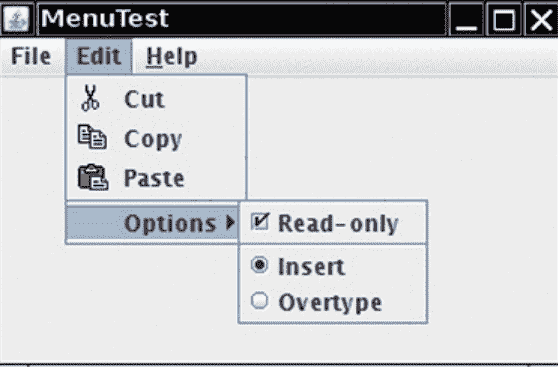 MenuTest
File Edit Help
Cut
Copy
Paste
Options Read-only
Insert
Overtype